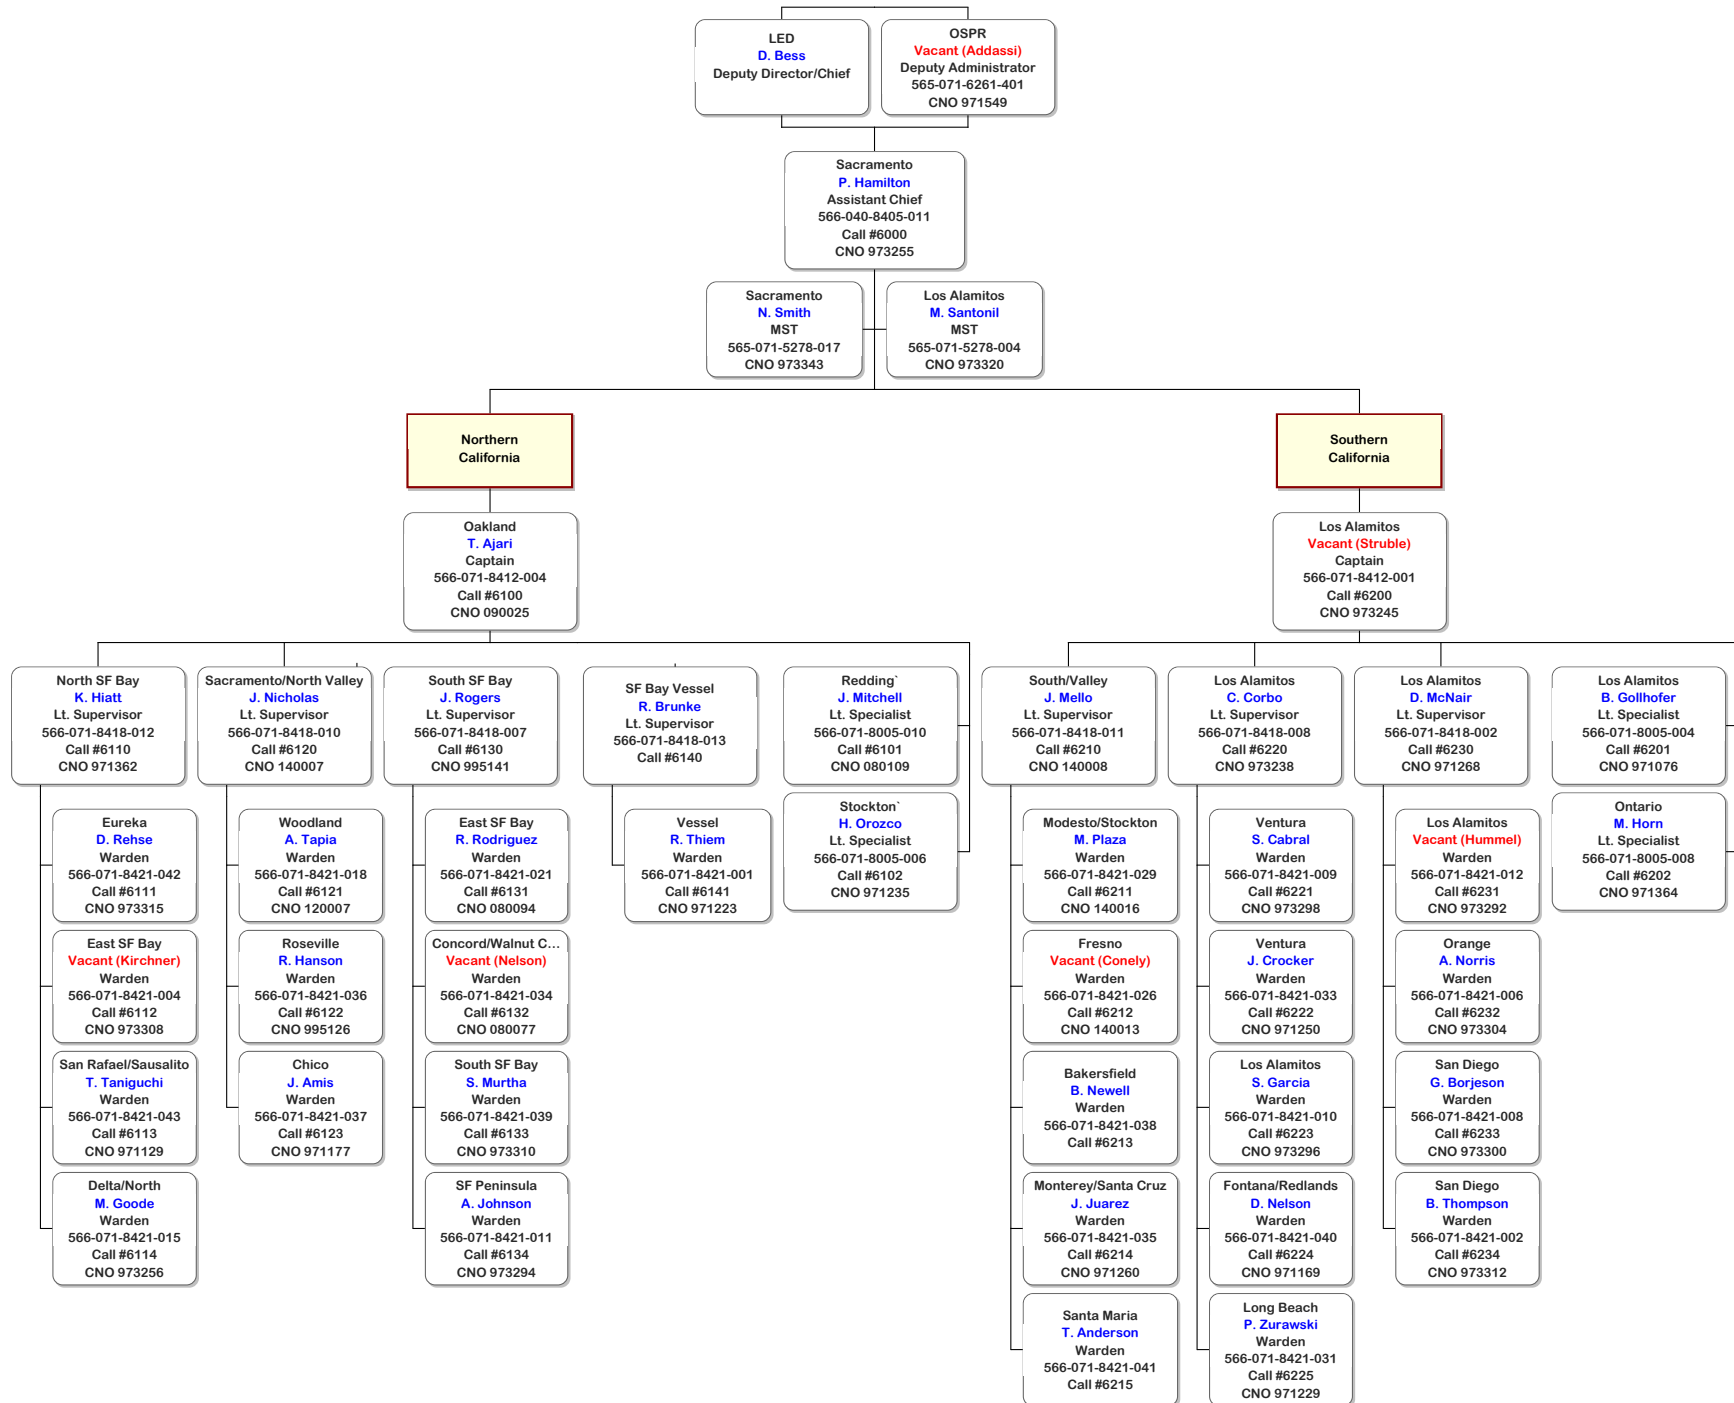 LED
D. Bess
Deputy Director/Chief
OSPR
Vacant (Addassi)
Deputy Administrator
565-071-6261-401
CNO 971549
Sacramento
P. Hamilton
Assistant Chief
566-040-8405-011
Call #6000
CNO 973255
Sacramento
N. Smith
MST
565-071-5278-017
CNO 973343
Los Alamitos
M. Santonil
MST
565-071-5278-004
CNO 973320
Northern
California
Southern
California
Oakland
T. Ajari
Captain
566-071-8412-004
Call #6100
CNO 090025
Los Alamitos
Vacant (Struble)
Captain
566-071-8412-001
Call #6200
CNO 973245
North SF Bay
K. Hiatt
Lt. Supervisor
566-071-8418-012
Call #6110
CNO 971362
Sacramento/North Valley
J. Nicholas
Lt. Supervisor
566-071-8418-010
Call #6120
CNO 140007
South SF Bay
J. Rogers
Lt. Supervisor
566-071-8418-007
Call #6130
CNO 995141
SF Bay Vessel
R. Brunke
Lt. Supervisor
566-071-8418-013
Call #6140
Redding`
J. Mitchell
Lt. Specialist
566-071-8005-010
Call #6101
CNO 080109
South/Valley
J. Mello
Lt. Supervisor
566-071-8418-011
Call #6210
CNO 140008
Los Alamitos
C. Corbo
Lt. Supervisor
566-071-8418-008
Call #6220
CNO 973238
Los Alamitos
D. McNair
Lt. Supervisor
566-071-8418-002
Call #6230
CNO 971268
Los Alamitos
B. Gollhofer
Lt. Specialist
566-071-8005-004
Call #6201
CNO 971076
Eureka
D. Rehse
Warden
566-071-8421-042
Call #6111
CNO 973315
Woodland
A. Tapia
Warden
566-071-8421-018
Call #6121
CNO 120007
East SF Bay
R. Rodriguez
Warden
566-071-8421-021
Call #6131
CNO 080094
Vessel
R. Thiem
Warden
566-071-8421-001
Call #6141
CNO 971223
Stockton`
H. Orozco
Lt. Specialist
566-071-8005-006
Call #6102
CNO 971235
Modesto/Stockton
M. Plaza
Warden
566-071-8421-029
Call #6211
CNO 140016
Ventura
S. Cabral
Warden
566-071-8421-009
Call #6221
CNO 973298
Los Alamitos
Vacant (Hummel)
Warden
566-071-8421-012
Call #6231
CNO 973292
Ontario
M. Horn
Lt. Specialist
566-071-8005-008
Call #6202
CNO 971364
East SF Bay
Vacant (Kirchner)
Warden
566-071-8421-004
Call #6112
CNO 973308
Roseville
R. Hanson
Warden
566-071-8421-036
Call #6122
CNO 995126
Concord/Walnut C...
Vacant (Nelson)
Warden
566-071-8421-034
Call #6132
CNO 080077
Fresno
Vacant (Conely)
Warden
566-071-8421-026
Call #6212
CNO 140013
Ventura
J. Crocker
Warden
566-071-8421-033
Call #6222
CNO 971250
Orange
A. Norris
Warden
566-071-8421-006
Call #6232
CNO 973304
San Rafael/Sausalito
T. Taniguchi
Warden
566-071-8421-043
Call #6113
CNO 971129
Chico
J. Amis
Warden
566-071-8421-037
Call #6123
CNO 971177
South SF Bay
S. Murtha
Warden
566-071-8421-039
Call #6133
CNO 973310
Bakersfield
B. Newell
Warden
566-071-8421-038
Call #6213
Los Alamitos
S. Garcia
Warden
566-071-8421-010
Call #6223
CNO 973296
San Diego
G. Borjeson
Warden
566-071-8421-008
Call #6233
CNO 973300
Delta/North
M. Goode
Warden
566-071-8421-015
Call #6114
CNO 973256
SF Peninsula
A. Johnson
Warden
566-071-8421-011
Call #6134
CNO 973294
Monterey/Santa Cruz
J. Juarez
Warden
566-071-8421-035
Call #6214
CNO 971260
Fontana/Redlands
D. Nelson
Warden
566-071-8421-040
Call #6224
CNO 971169
San Diego
B. Thompson
Warden
566-071-8421-002
Call #6234
CNO 973312
Santa Maria
T. Anderson
Warden
566-071-8421-041
Call #6215
Long Beach
P. Zurawski
Warden
566-071-8421-031
Call #6225
CNO 971229